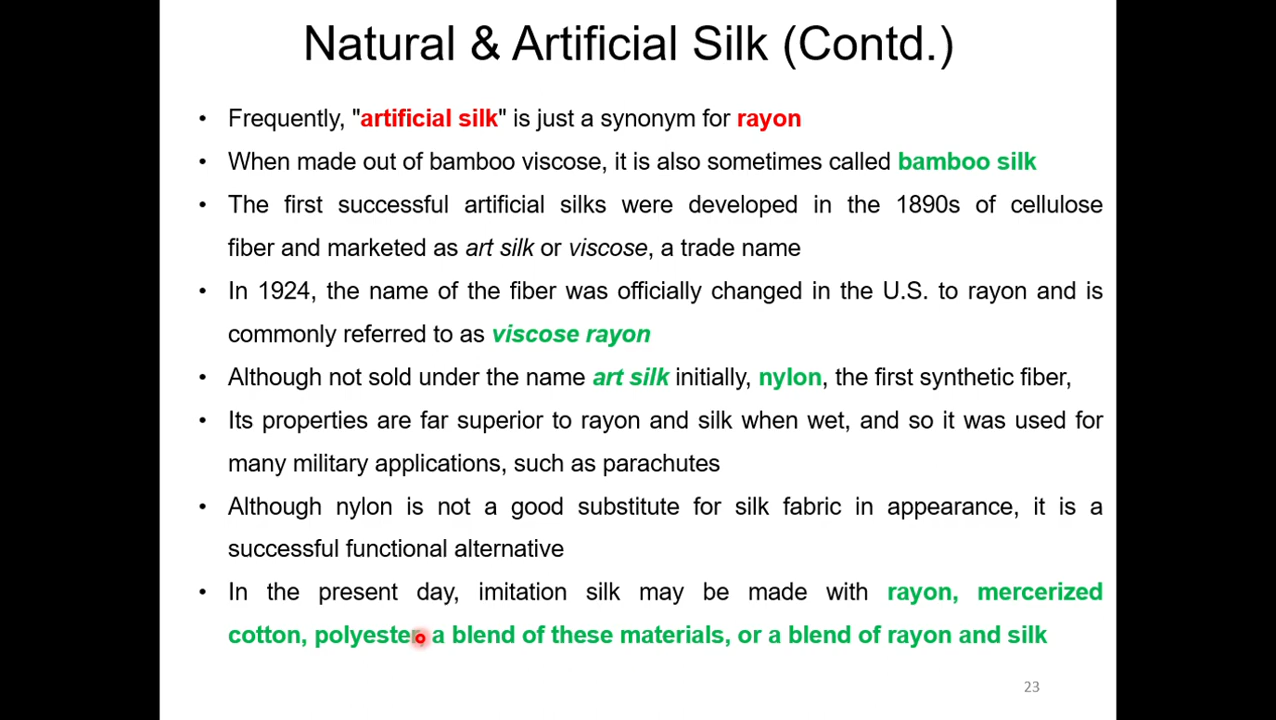 Natural & Artificial Silk (Contd.)
• Frequently, "artificial silk" is just a synonym for rayon
• When made out of bamboo viscose, it is also sometimes called bamboo silk
• The first successful artificial silks were developed in the 1890s of cellulose
fiber and marketed as art silk or viscose, a trade name
• In 1924, the name of the fiber was officially changed in the U.S. to rayon and is
commonly referred to as viscose rayon
• Although not sold under the name art silk initially, nylon, the first synthetic fiber,
• Its properties are far superior to rayon and silk when wet, and so it was used for
many military applications, such as parachutes
• Although nylon is not a good substitute for silk fabric in appearance, it is a
successful functional alternative
• In the present day, imitation silk may be made with rayon, mercerized
cotton, polyester, a blend of these materials, or a blend of rayon and silk
23